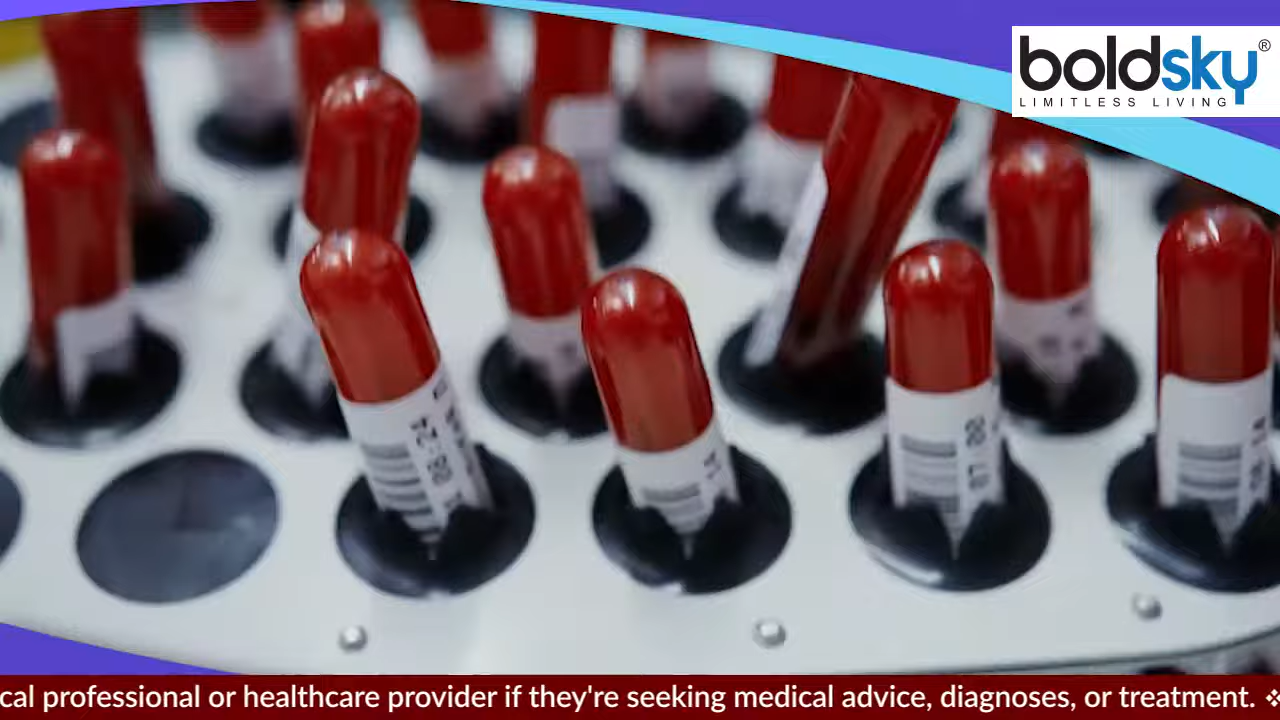 boldsky®
LIMITLESS LIVING
cal professional or healthcare provider if they're seeking medical advice, diagnoses, or treatment. ❖